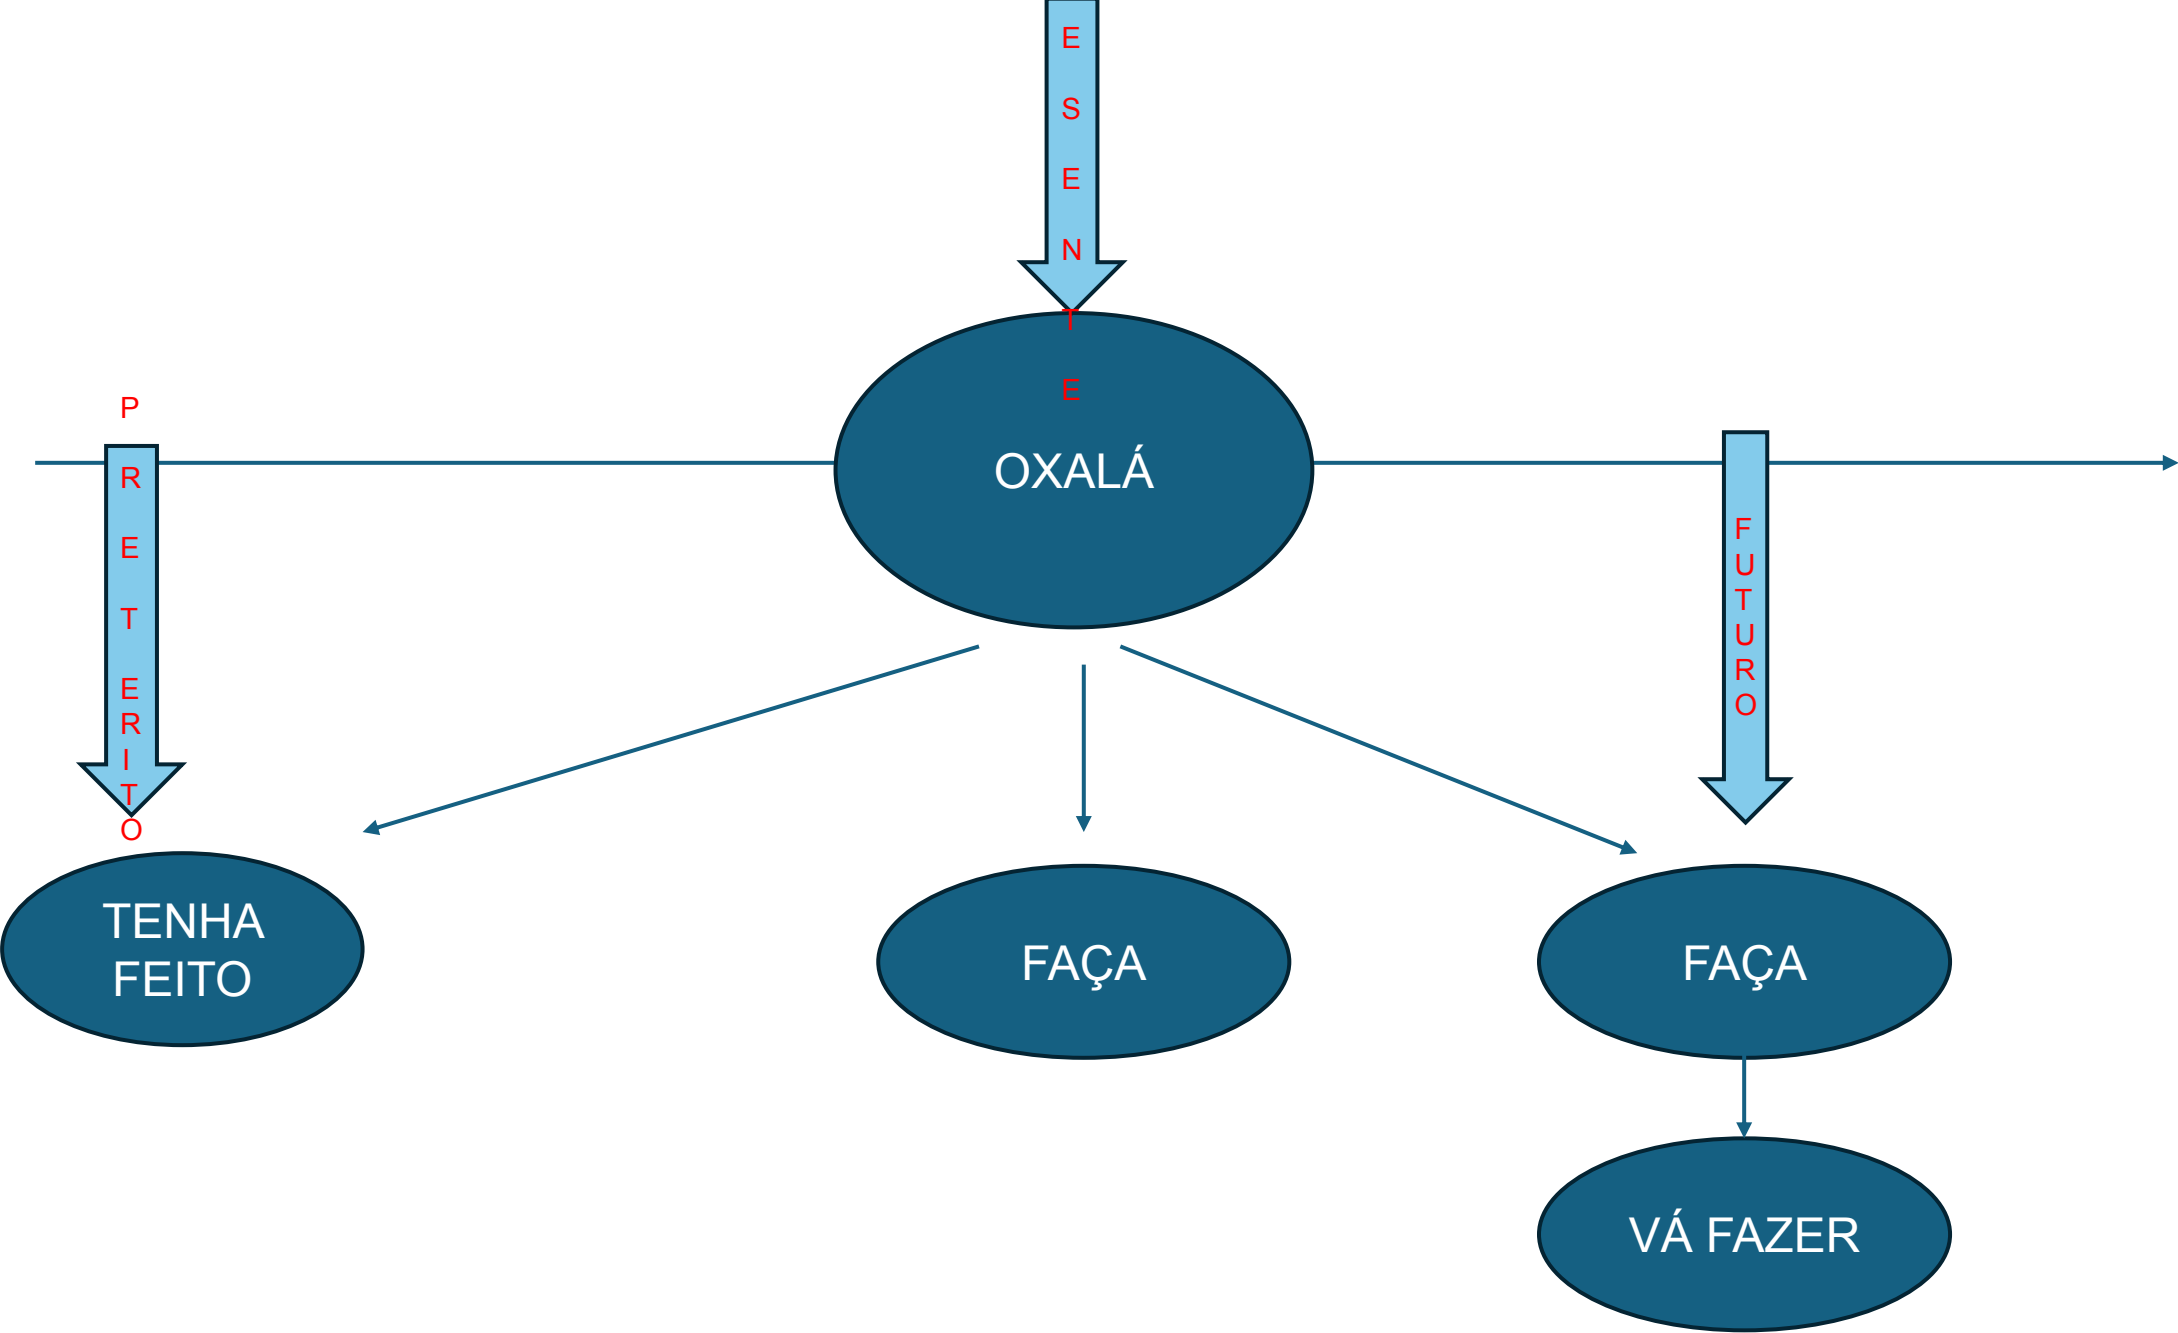 ESENTE
OXALÁ
PRETERITO
FUTURO
TENHA
FEITO
FAÇA
FAÇA
VÁ FAZER